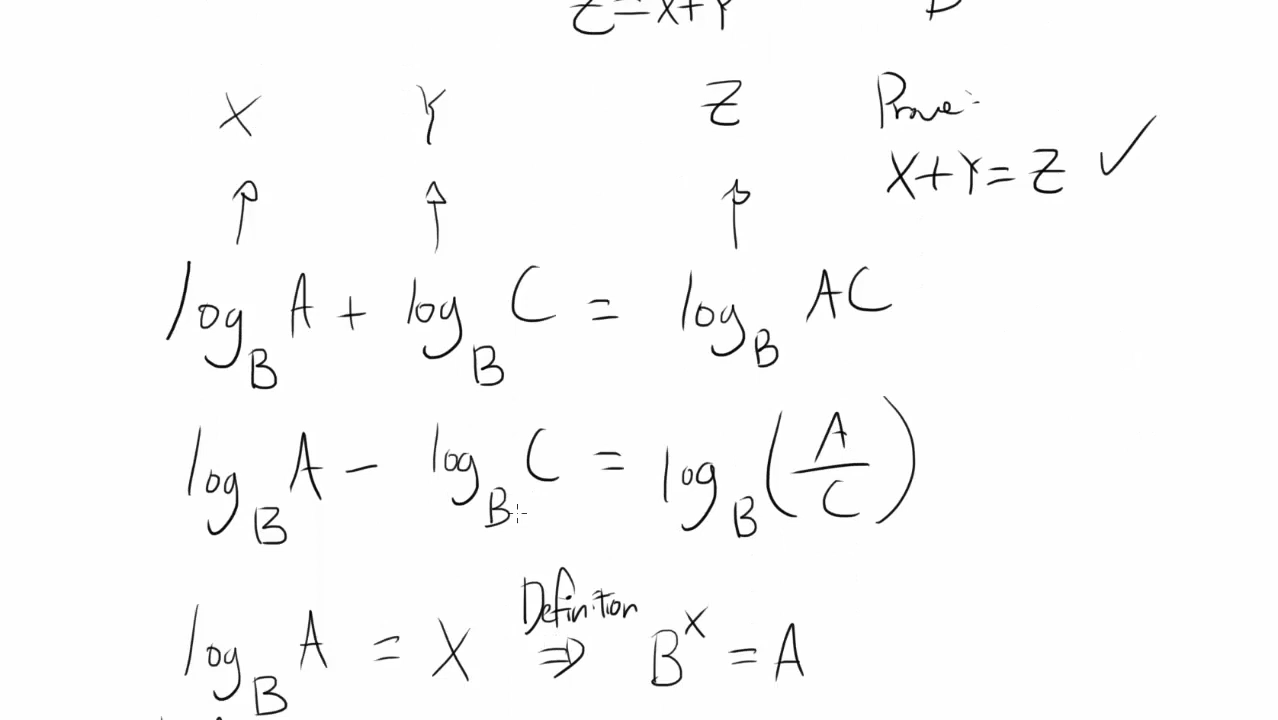 Z=X+Y
X Y Z Prove:
X+Y=Z ✓
↑ ↑ ↑
log_B A + log_B C = log_B AC
log_B A − log_B C = log_B (A/C)
Definition
log_B A = X ⇒ B^X = A